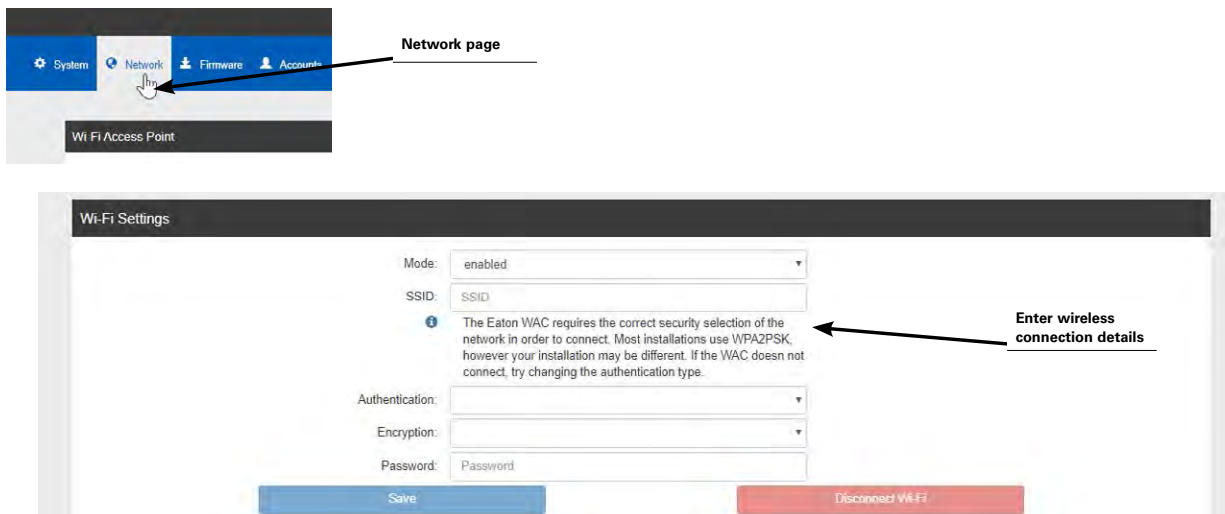 System Network Firmware Accounts
Network page
Wi Fi Access Point
Wi-Fi Settings
Mode: enabled
SSID: SSID
The Eaton WAC requires the correct security selection of the
network in order to connect. Most installations use WPA2PSK,
however your installation may be different. If the WAC doesn not
connect, try changing the authentication type.
Enter wireless
connection details
Authentication:
Encryption:
Password: Password
Save Disconnect Wi-Fi